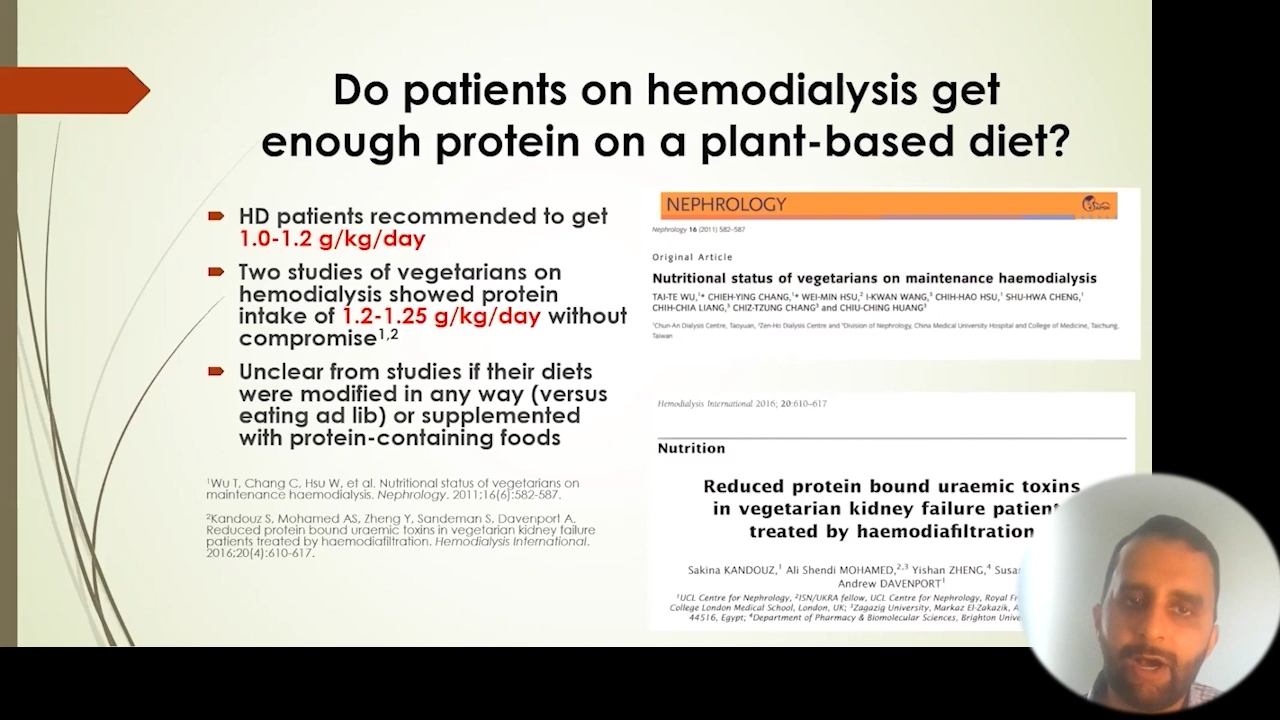 Do patients on hemodialysis get
enough protein on a plant-based diet?
HD patients recommended to get
1.0-1.2 g/kg/day
Two studies of vegetarians on
hemodialysis showed protein
intake of 1.2-1.25 g/kg/day without
compromise1,2
Unclear from studies if their diets
were modified in any way (versus
eating ad lib) or supplemented
with protein-containing foods
1Wu T, Chang C, Hsu W, et al. Nutritional status of vegetarians on
maintenance haemodialysis. Nephrology. 2011;16(6):582-587.
2Kandouz S, Mohamed AS, Zheng Y, Sandeman S, Davenport A.
Reduced protein bound uraemic toxins in vegetarian kidney failure
patients treated by haemodiafiltration. Hemodialysis International.
2016;20(4):610-617.
NEPHROLOGY
Nephrology 16 (2011) 582–587
Original Article
Nutritional status of vegetarians on maintenance haemodialysis
TAI-TE WU,1* CHIEH-YING CHANG,1* WEI-MIN HSU,2 I-KWAN WANG,3 CHIH-HAO HSU,1 SHU-HWA CHENG,1
CHIH-CHIA LIANG,3 CHIZ-TZUNG CHANG3 and CHIU-CHING HUANG3
1Chun-An Dialysis Centre, Taoyuan, 2Zen-Ho Dialysis Centre and 3Division of Nephrology, China Medical University Hospital and College of Medicine, Taichung,
Taiwan
Hemodialysis International 2016; 20:610–617
Nutrition
Reduced protein bound uraemic toxins
in vegetarian kidney failure patien
treated by haemodiafiltration
Sakina KANDOUZ,1 Ali Shendi MOHAMED,2,3 Yishan ZHENG,4 Susa
Andrew DAVENPORT1
1UCL Centre for Nephrology, 2ISN/UKRA fellow, UCL Centre for Nephrology, Royal Fr
College London Medical School, London, UK; 3Zagazig University, Markaz El-Zakazik, A
44516, Egypt; 4Department of Pharmacy & Biomolecular Sciences, Brighton Unive